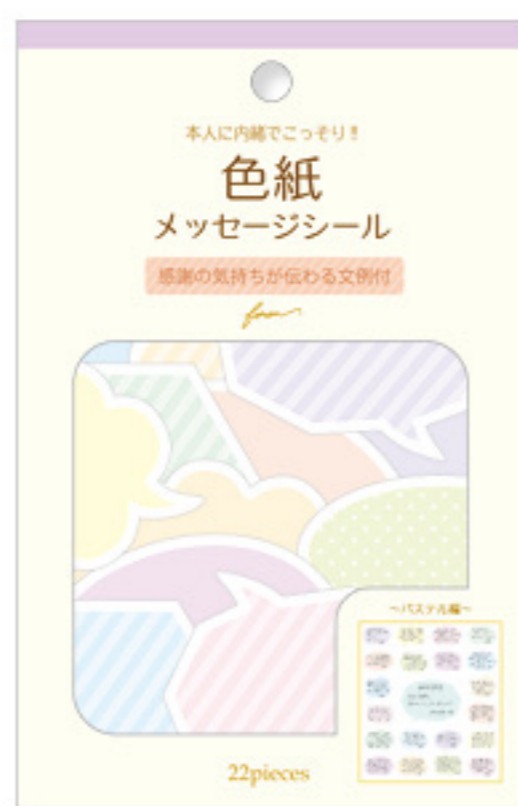 本人に内緒でこっそり!!
色紙
メッセージシール
感謝の気持ちが伝わる文例付
~パステル編~
22pieces